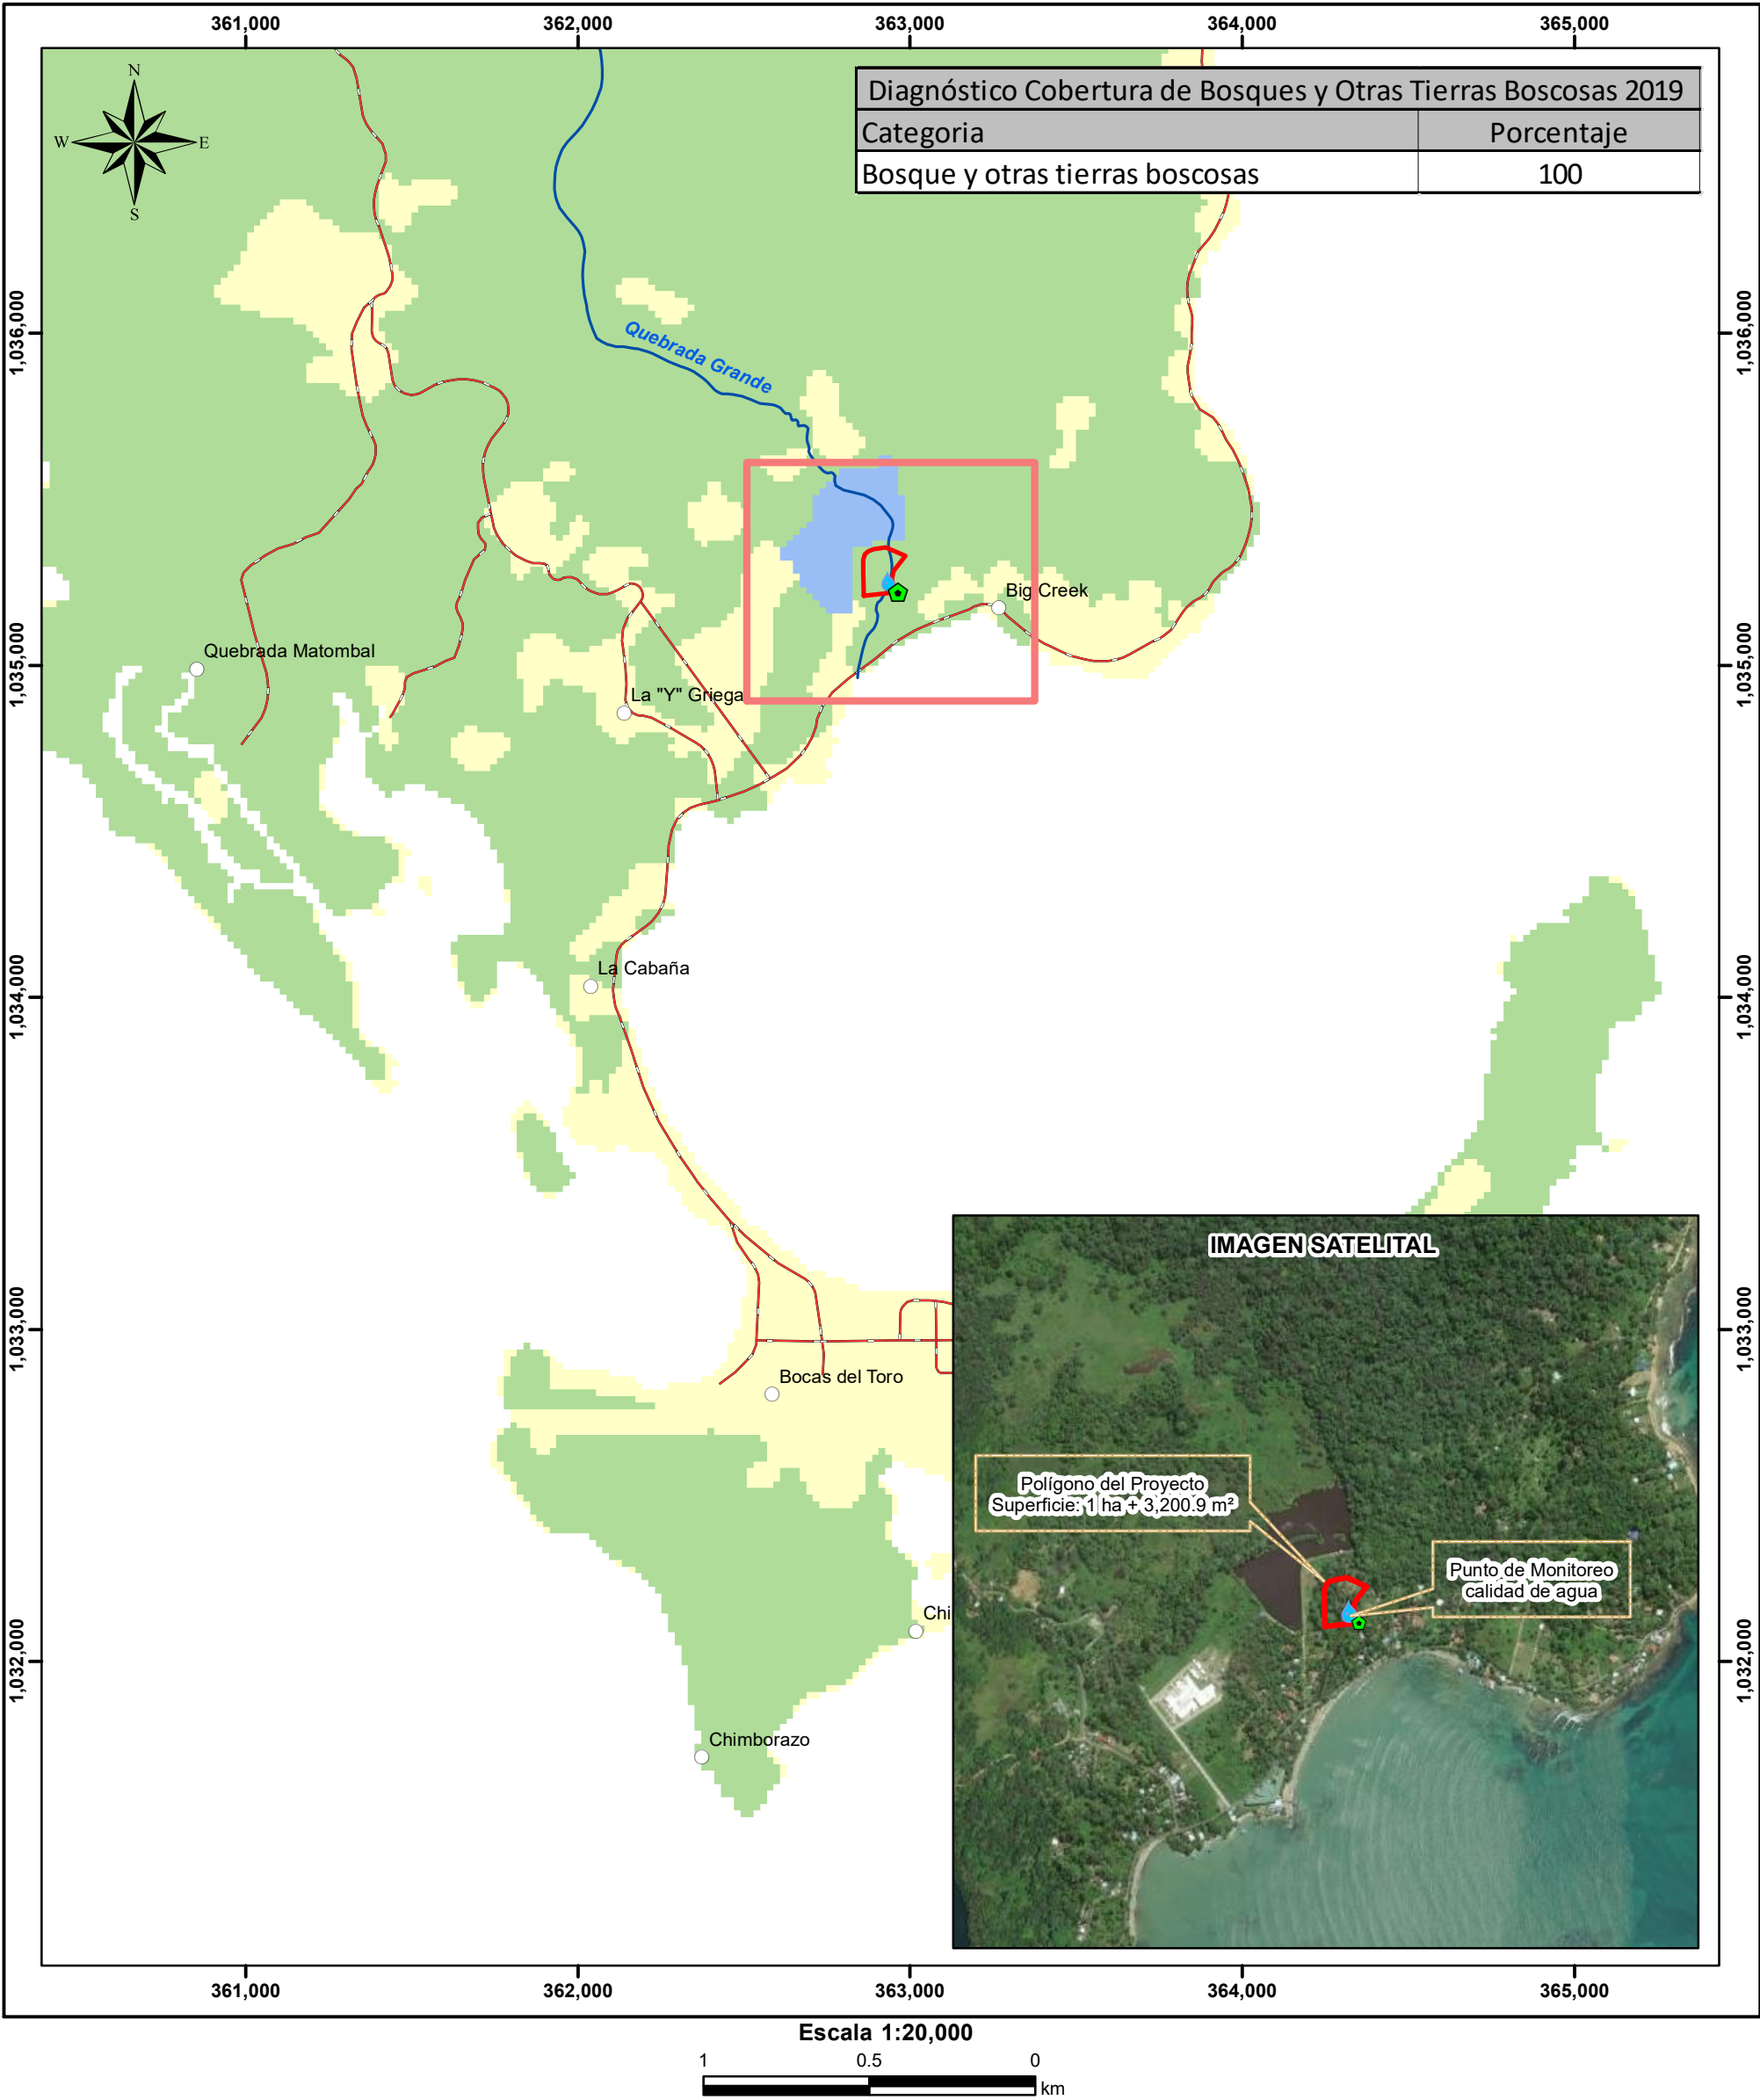 361,000
362,000
363,000
364,000
365,000
N
W
E
S
Diagnóstico Cobertura de Bosques y Otras Tierras Boscosas 2019
Categoria
Porcentaje
Bosque y otras tierras boscosas
100
1,036,000
1,036,000
Quebrada Grande
Big Creek
Quebrada Matombal
1,035,000
1,035,000
La "Y" Griega
La Cabaña
1,034,000
1,034,000
IMAGEN SATELITAL
1,033,000
1,033,000
Bocas del Toro
Polígono del Proyecto
Superficie: 1 ha + 3,200.9 m²
Punto de Monitoreo
calidad de agua
Chi
1,032,000
1,032,000
Chimborazo
361,000
362,000
363,000
364,000
365,000
Escala 1:20,000
1
0.5
0
km